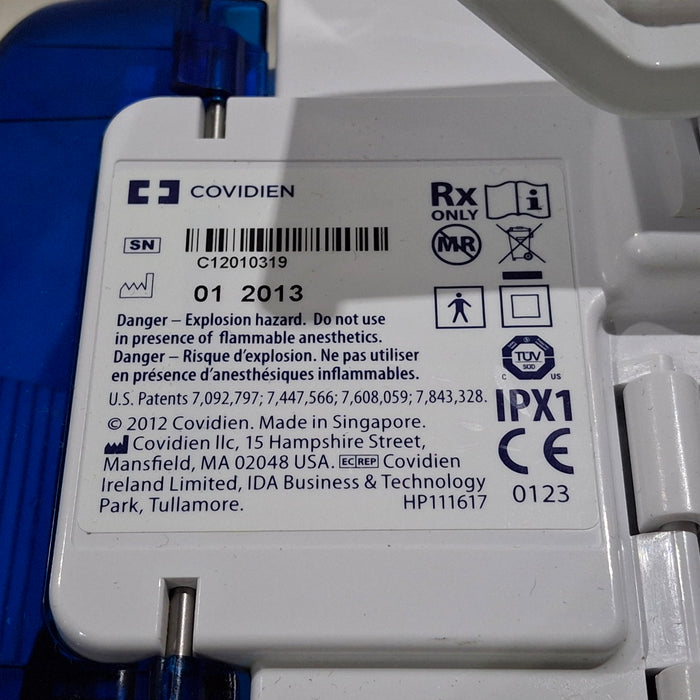 COVIDIEN
Rx
ONLY
i
SN
C12010319
MR
01 2013
Danger – Explosion hazard. Do not use
in presence of flammable anesthetics.
Danger – Risque d'explosion. Ne pas utiliser
en présence d'anesthésiques inflammables.
TÜV
SÜD
C US
U.S. Patents 7,092,797; 7,447,566; 7,608,059; 7,843,328.
IPX1
© 2012 Covidien. Made in Singapore.
Covidien llc, 15 Hampshire Street,
Mansfield, MA 02048 USA. EC REP Covidien
Ireland Limited, IDA Business & Technology
Park, Tullamore. HP111617
CE
0123